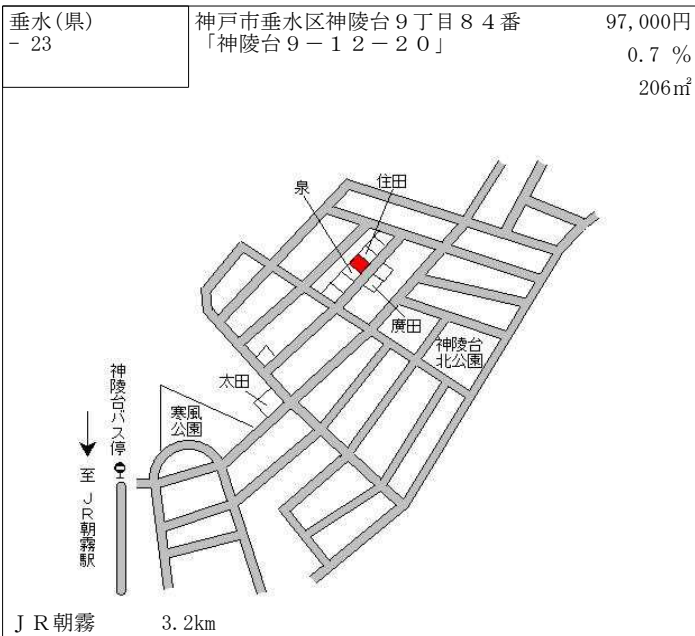 垂水(県)
- 23
神戸市垂水区神陵台９丁目８４番
「神陵台９－１２－２０」
97,000円
0.7 %
206㎡
泉
住田
廣田
神陵台
北公園
太田
寒風
公園
神陵台バス停
至 ＪＲ朝霧駅
ＪＲ朝霧 3.2km